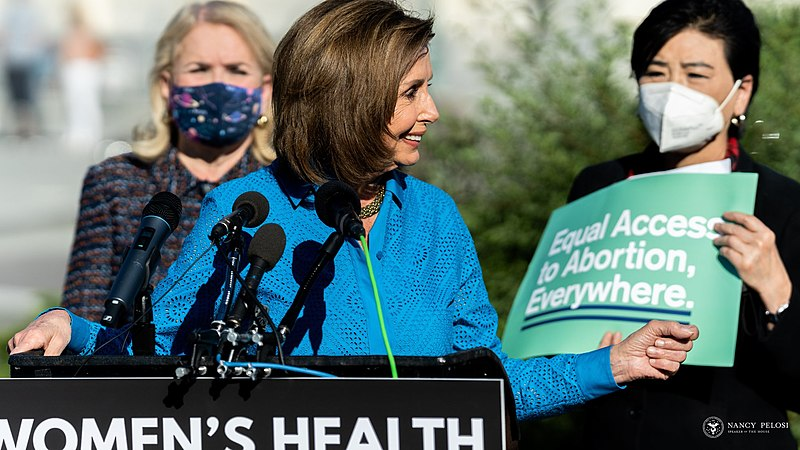 Equal Access
to Abortion,
Everywhere.
WOMEN'S HEALTH
NANCY PELOSI
SPEAKER OF THE HOUSE